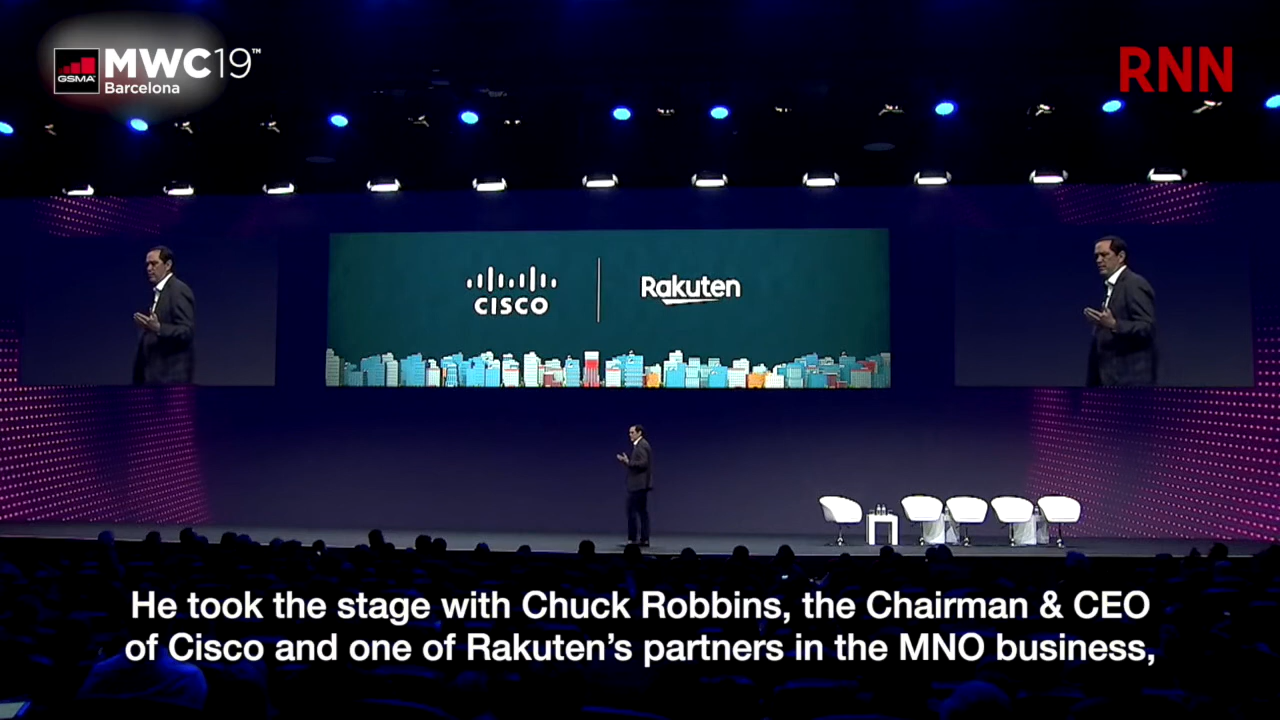 GSMA
MWC19™
Barcelona
RNN
CISCO
Rakuten
He took the stage with Chuck Robbins, the Chairman & CEO
of Cisco and one of Rakuten's partners in the MNO business,